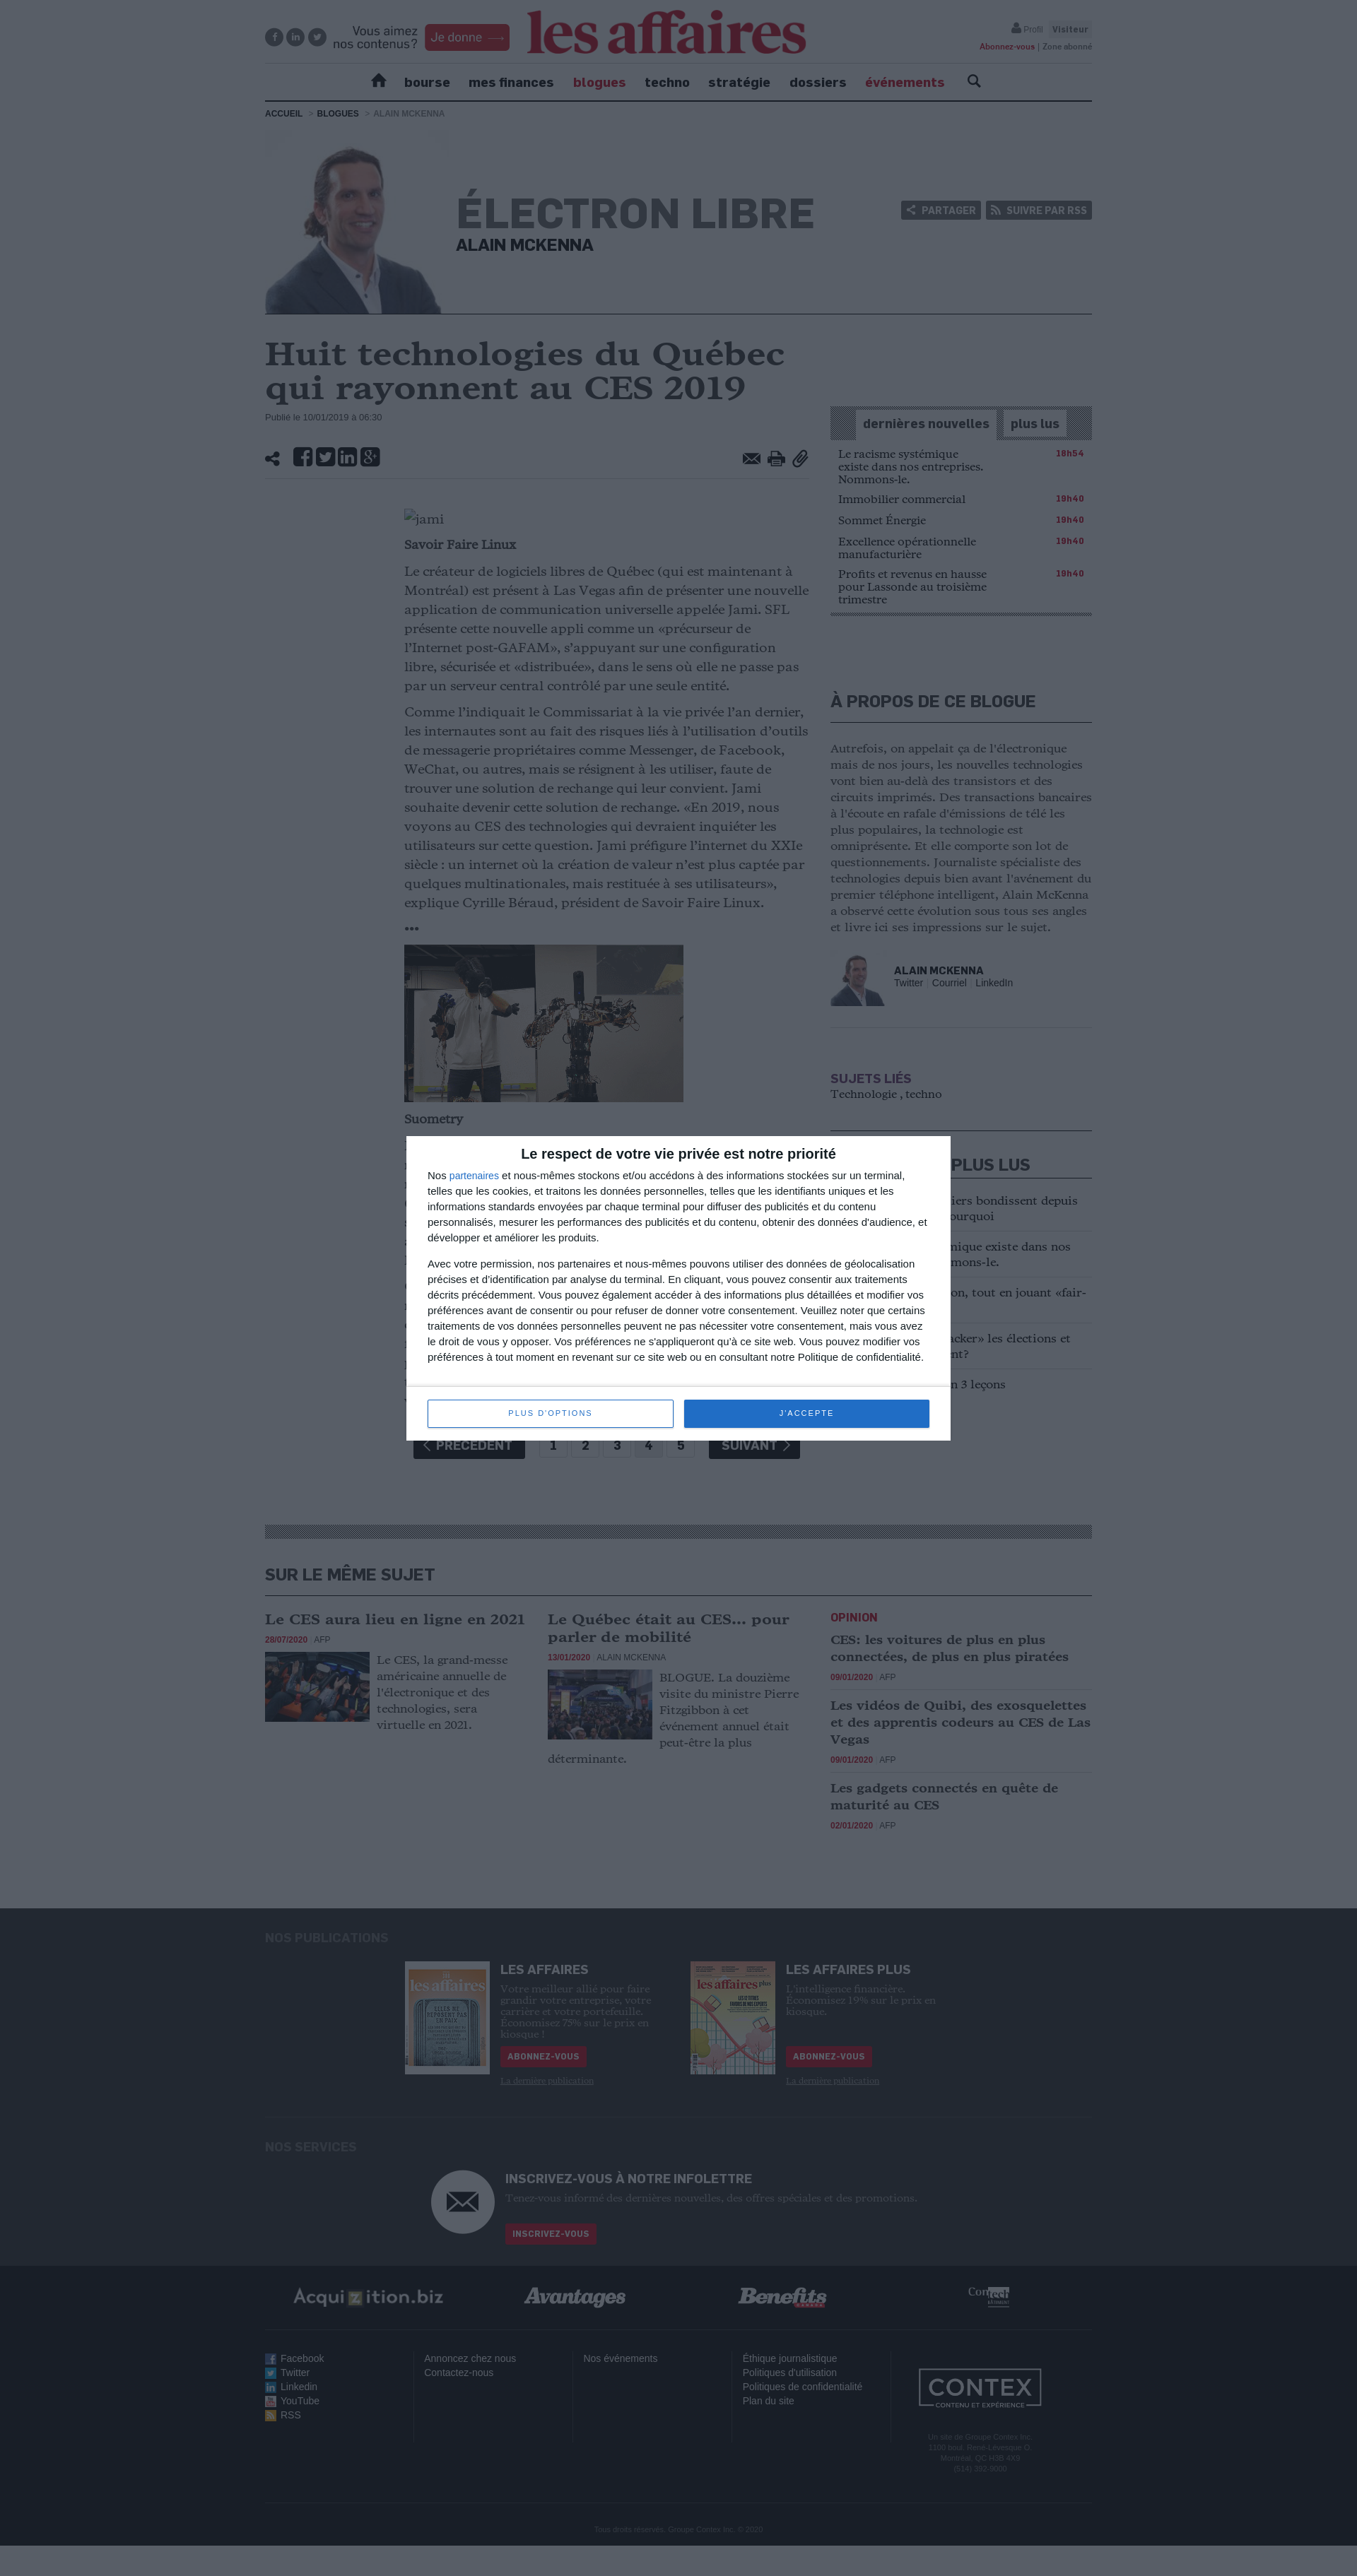 Vous aimez
nos contenus?
Je donne
les affaires
Profil Visiteur
Abonnez-vous | Zone abonné
bourse mes finances blogues techno stratégie dossiers événements
ACCUEIL > BLOGUES > ALAIN MCKENNA
ÉLECTRON LIBRE
ALAIN MCKENNA
PARTAGER SUIVRE PAR RSS
Huit technologies du Québec
qui rayonnent au CES 2019
Publié le 10/01/2019 à 06:30
jami
Savoir Faire Linux
Le créateur de logiciels libres de Québec (qui est maintenant à
Montréal) est présent à Las Vegas afin de présenter une nouvelle
application de communication universelle appelée Jami. SFL
présente cette nouvelle appli comme un «précurseur de
l'Internet post-GAFAM», s'appuyant sur une configuration
libre, sécurisée et «distribuée», dans le sens où elle ne passe pas
par un serveur central contrôlé par une seule entité.
Comme l'indiquait le Commissariat à la vie privée l'an dernier,
les internautes sont au fait des risques liés à l'utilisation d'outils
de messagerie propriétaires comme Messenger, de Facebook,
WeChat, ou autres, mais se résignent à les utiliser, faute de
trouver une solution de rechange qui leur convient. Jami
souhaite devenir cette solution de rechange. «En 2019, nous
voyons au CES des technologies qui devraient inquiéter les
utilisateurs sur cette question. Jami préfigure l'internet du XXIe
siècle : un internet où la création de valeur n'est plus captée par
quelques multinationales, mais restituée à ses utilisateurs»,
explique Cyrille Béraud, président de Savoir Faire Linux.
•••
Suometry
dernières nouvelles plus lus
Le racisme systémique 18h54
existe dans nos entreprises.
Nommons-le.
Immobilier commercial 19h40
Sommet Énergie 19h40
Excellence opérationnelle 19h40
manufacturière
Profits et revenus en hausse 19h40
pour Lassonde au troisième
trimestre
À PROPOS DE CE BLOGUE
Autrefois, on appelait ça de l'électronique
mais de nos jours, les nouvelles technologies
vont bien au-delà des transistors et des
circuits imprimés. Des transactions bancaires
à l'écoute en rafale d'émissions de télé les
plus populaires, la technologie est
omniprésente. Et elle comporte son lot de
questionnements. Journaliste spécialiste des
technologies depuis bien avant l'avénement du
premier téléphone intelligent, Alain McKenna
a observé cette évolution sous tous ses angles
et livre ici ses impressions sur le sujet.
ALAIN MCKENNA
Twitter | Courriel | LinkedIn
SUJETS LIÉS
Technologie , techno
PLUS LUS
bondissent depuis
existe dans nos
tout en jouant «fair-
les élections et
3 leçons
Le respect de votre vie privée est notre priorité
Nos partenaires et nous-mêmes stockons et/ou accédons à des informations stockées sur un terminal,
telles que les cookies, et traitons les données personnelles, telles que les identifiants uniques et les
informations standards envoyées par chaque terminal pour diffuser des publicités et du contenu
personnalisés, mesurer les performances des publicités et du contenu, obtenir des données d'audience, et
développer et améliorer les produits.
Avec votre permission, nos partenaires et nous-mêmes pouvons utiliser des données de géolocalisation
précises et d'identification par analyse du terminal. En cliquant, vous pouvez consentir aux traitements
décrits précédemment. Vous pouvez également accéder à des informations plus détaillées et modifier vos
préférences avant de consentir ou pour refuser de donner votre consentement. Veuillez noter que certains
traitements de vos données personnelles peuvent ne pas nécessiter votre consentement, mais vous avez
le droit de vous y opposer. Vos préférences ne s'appliqueront qu'à ce site web. Vous pouvez modifier vos
préférences à tout moment en revenant sur ce site web ou en consultant notre Politique de confidentialité.
PLUS D'OPTIONS J'ACCEPTE
PRÉCÉDENT 1 2 3 4 5 SUIVANT
SUR LE MÊME SUJET
Le CES aura lieu en ligne en 2021
28/07/2020 | AFP
Le CES, la grand-messe
américaine annuelle de
l'électronique et des
technologies, sera
virtuelle en 2021.
Le Québec était au CES... pour
parler de mobilité
13/01/2020 | ALAIN MCKENNA
BLOGUE. La douzième
visite du ministre Pierre
Fitzgibbon à cet
événement annuel était
peut-être la plus
déterminante.
OPINION
CES: les voitures de plus en plus
connectées, de plus en plus piratées
09/01/2020 | AFP
Les vidéos de Quibi, des exosquelettes
et des apprentis codeurs au CES de Las
Vegas
09/01/2020 | AFP
Les gadgets connectés en quête de
maturité au CES
02/01/2020 | AFP
NOS PUBLICATIONS
les affaires
LES AFFAIRES
Votre meilleur allié pour faire
grandir votre entreprise, votre
carrière et votre portefeuille.
Économisez 75% sur le prix en
kiosque !
ABONNEZ-VOUS
La dernière publication
les affaires plus
LES AFFAIRES PLUS
L'intelligence financière.
Économisez 19% sur le prix en
kiosque.
ABONNEZ-VOUS
La dernière publication
NOS SERVICES
INSCRIVEZ-VOUS À NOTRE INFOLETTRE
Tenez-vous informé des dernières nouvelles, des offres spéciales et des promotions.
INSCRIVEZ-VOUS
Acquizition.biz Avantages Benefits Contech
Facebook
Twitter
Linkedin
YouTube
RSS
Annoncez chez nous
Contactez-nous
Nos événements
Éthique journalistique
Politiques d'utilisation
Politiques de confidentialité
Plan du site
CONTEX
CONTENU ET EXPÉRIENCE
Un site de Groupe Contex Inc.
1100 boul. René-Lévesque O.
Montréal, QC H3B 4X9
Tous droits réservés, Groupe Contex Inc. © 2020